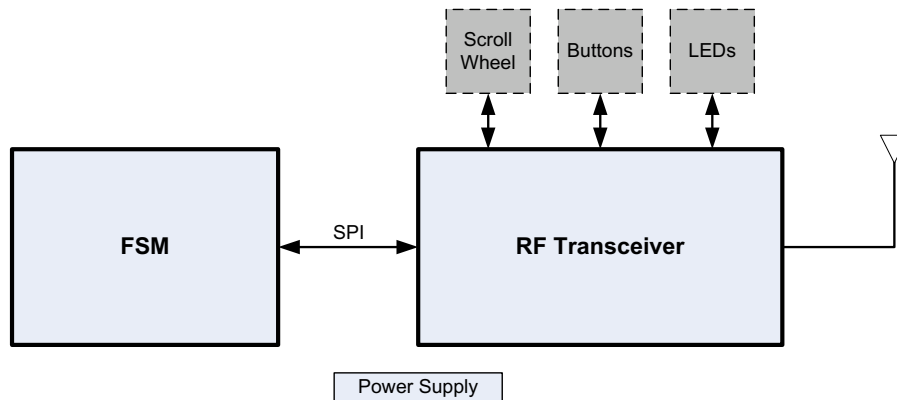 Scroll
Wheel
Buttons
LEDs
FSM
SPI
RF Transceiver
Power Supply